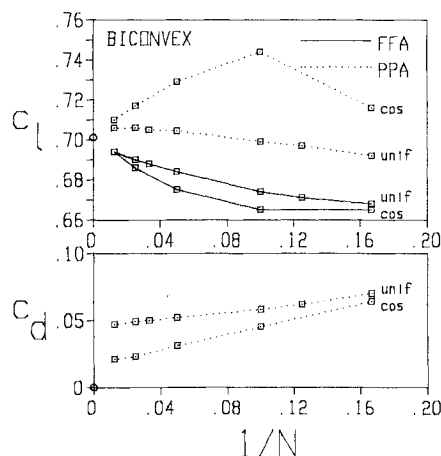 .76
BICONVEX
FFA
PPA
.74
cos
.72
C l
.70
unif
.68
unif
.66
cos
0 .04 .08 .12 .16 .20
.10
unif
cos
C d
.05
0
0 .04 .08 .12 .16 .20
1/N